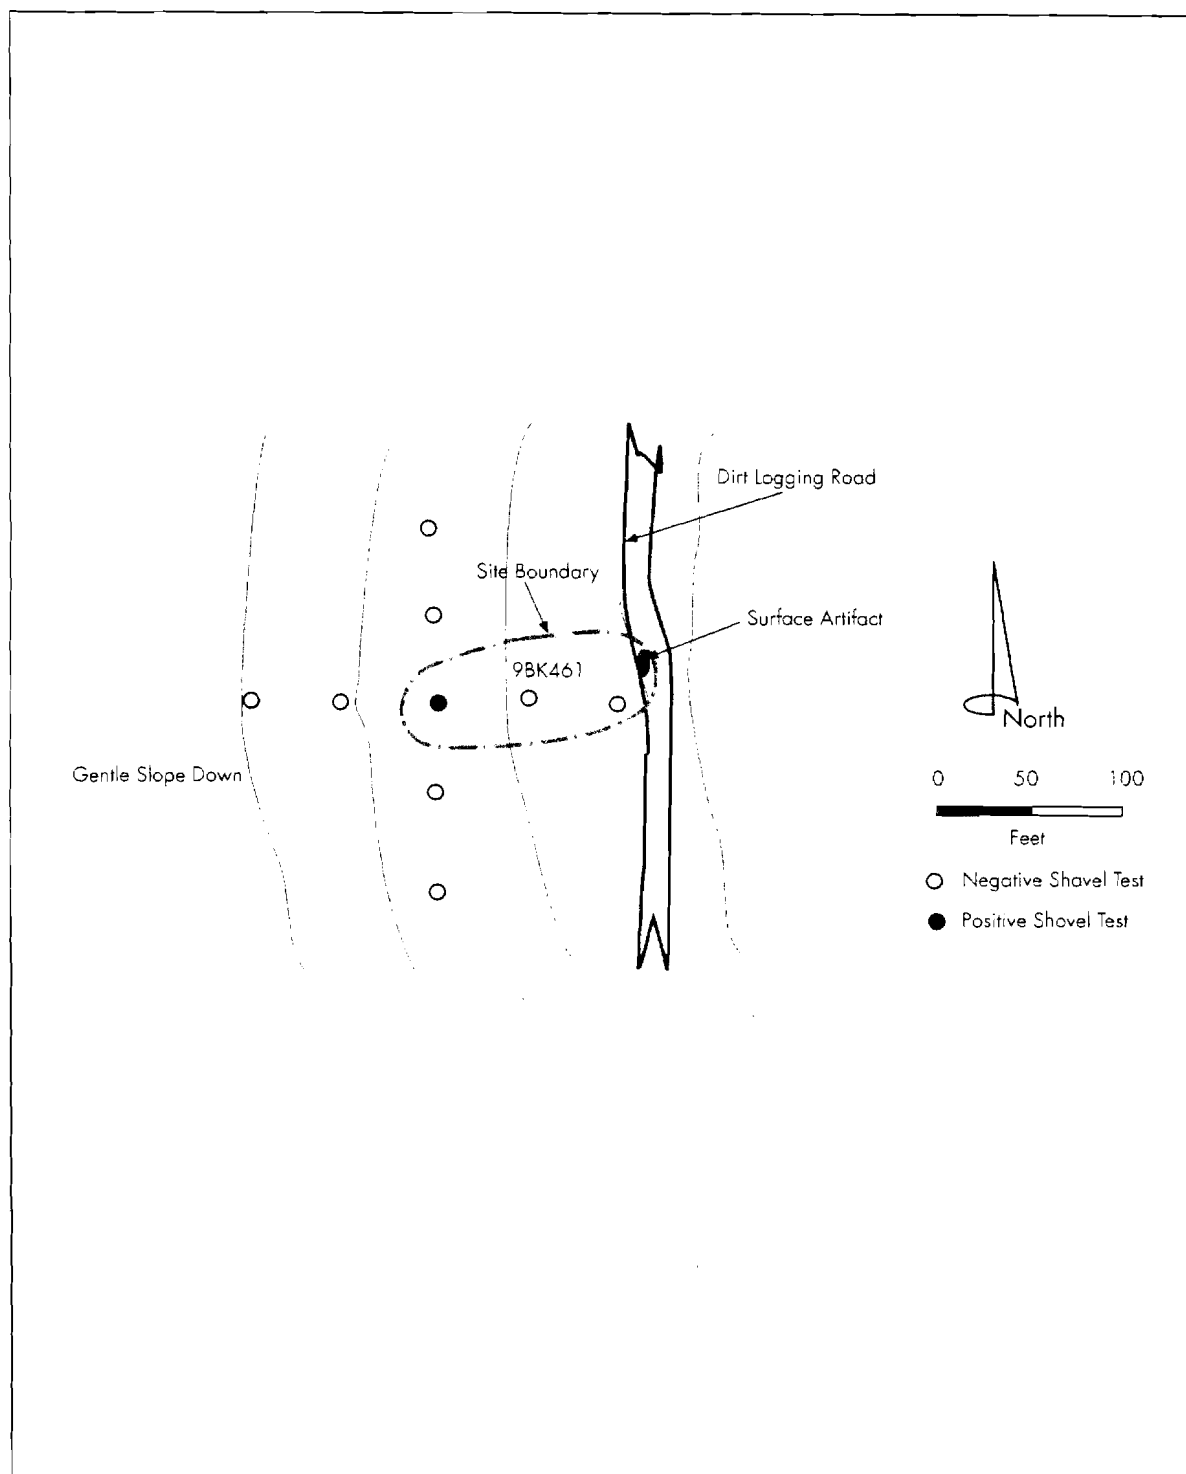 Dirt Logging Road
Site Boundary
Surface Artifact
9BK461
North
Gentle Slope Down
0 50 100
Feet
Negative Shavel Test
Positive Shovel Test